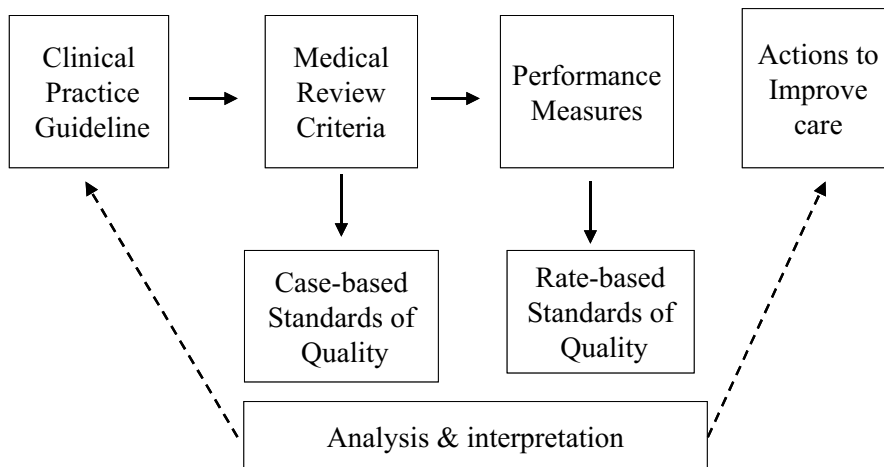 Clinical
Practice
Guideline
Medical
Review
Criteria
Performance
Measures
Actions to
Improve
care
Case-based
Standards of
Quality
Rate-based
Standards of
Quality
Analysis & interpretation